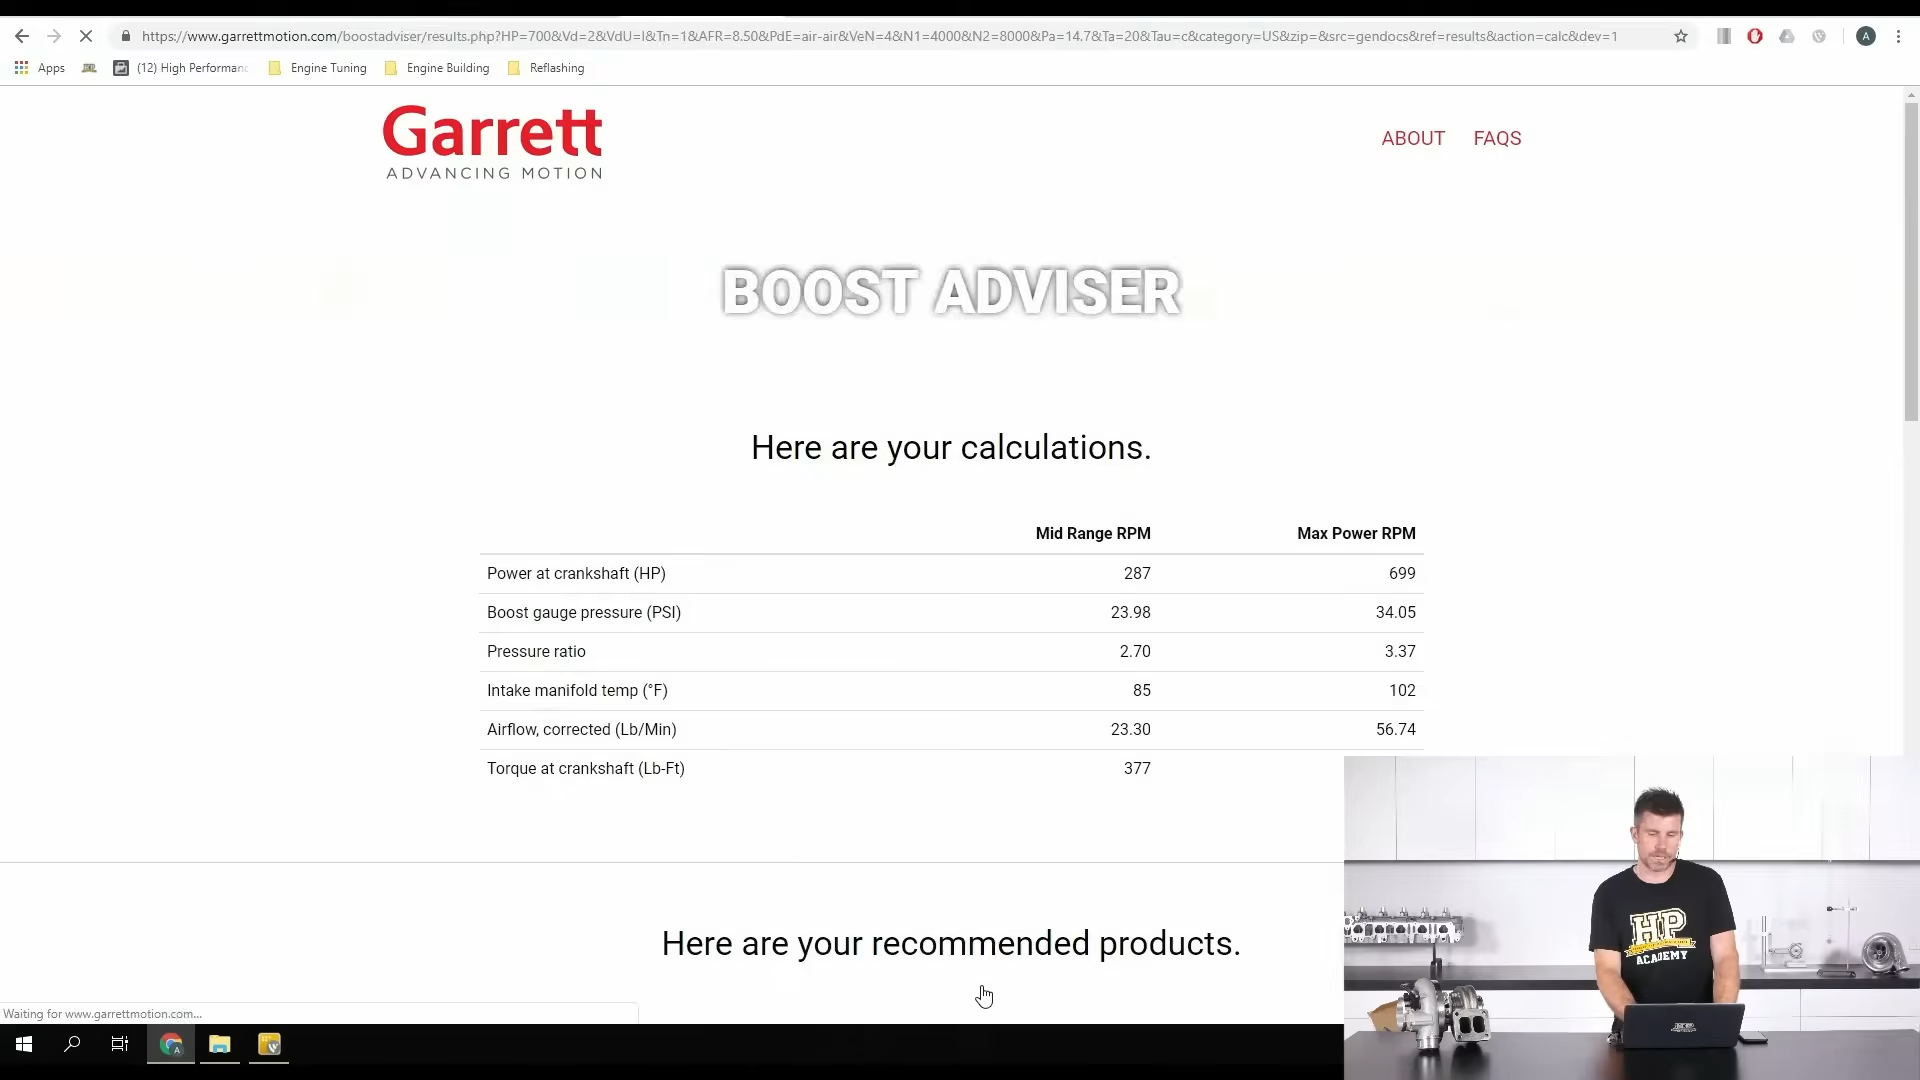 https://www.garrettmotion.com/boostadviser/results.php?HP=700&Vd=2&VdU=l&Tn=1&AFR=8.50&PdE=air-air&VeN=4&N1=4000&N2=8000&Pa=14.7&Ta=20&Tau=c&category=US&zip=&src=gendocs&ref=results&action=calc&dev=1
A
Apps
(12) High Performanc
Engine Tuning
Engine Building
Reflashing
Garrett
ADVANCING MOTION
ABOUT
FAQS
BOOST ADVISER
Here are your calculations.
Mid Range RPM
Max Power RPM
Power at crankshaft (HP)
287
699
Boost gauge pressure (PSI)
23.98
34.05
Pressure ratio
2.70
3.37
Intake manifold temp (°F)
85
102
Airflow, corrected (Lb/Min)
23.30
56.74
Torque at crankshaft (Lb-Ft)
377
Here are your recommended products.
HP
ACADEMY
Waiting for www.garrettmotion.com...